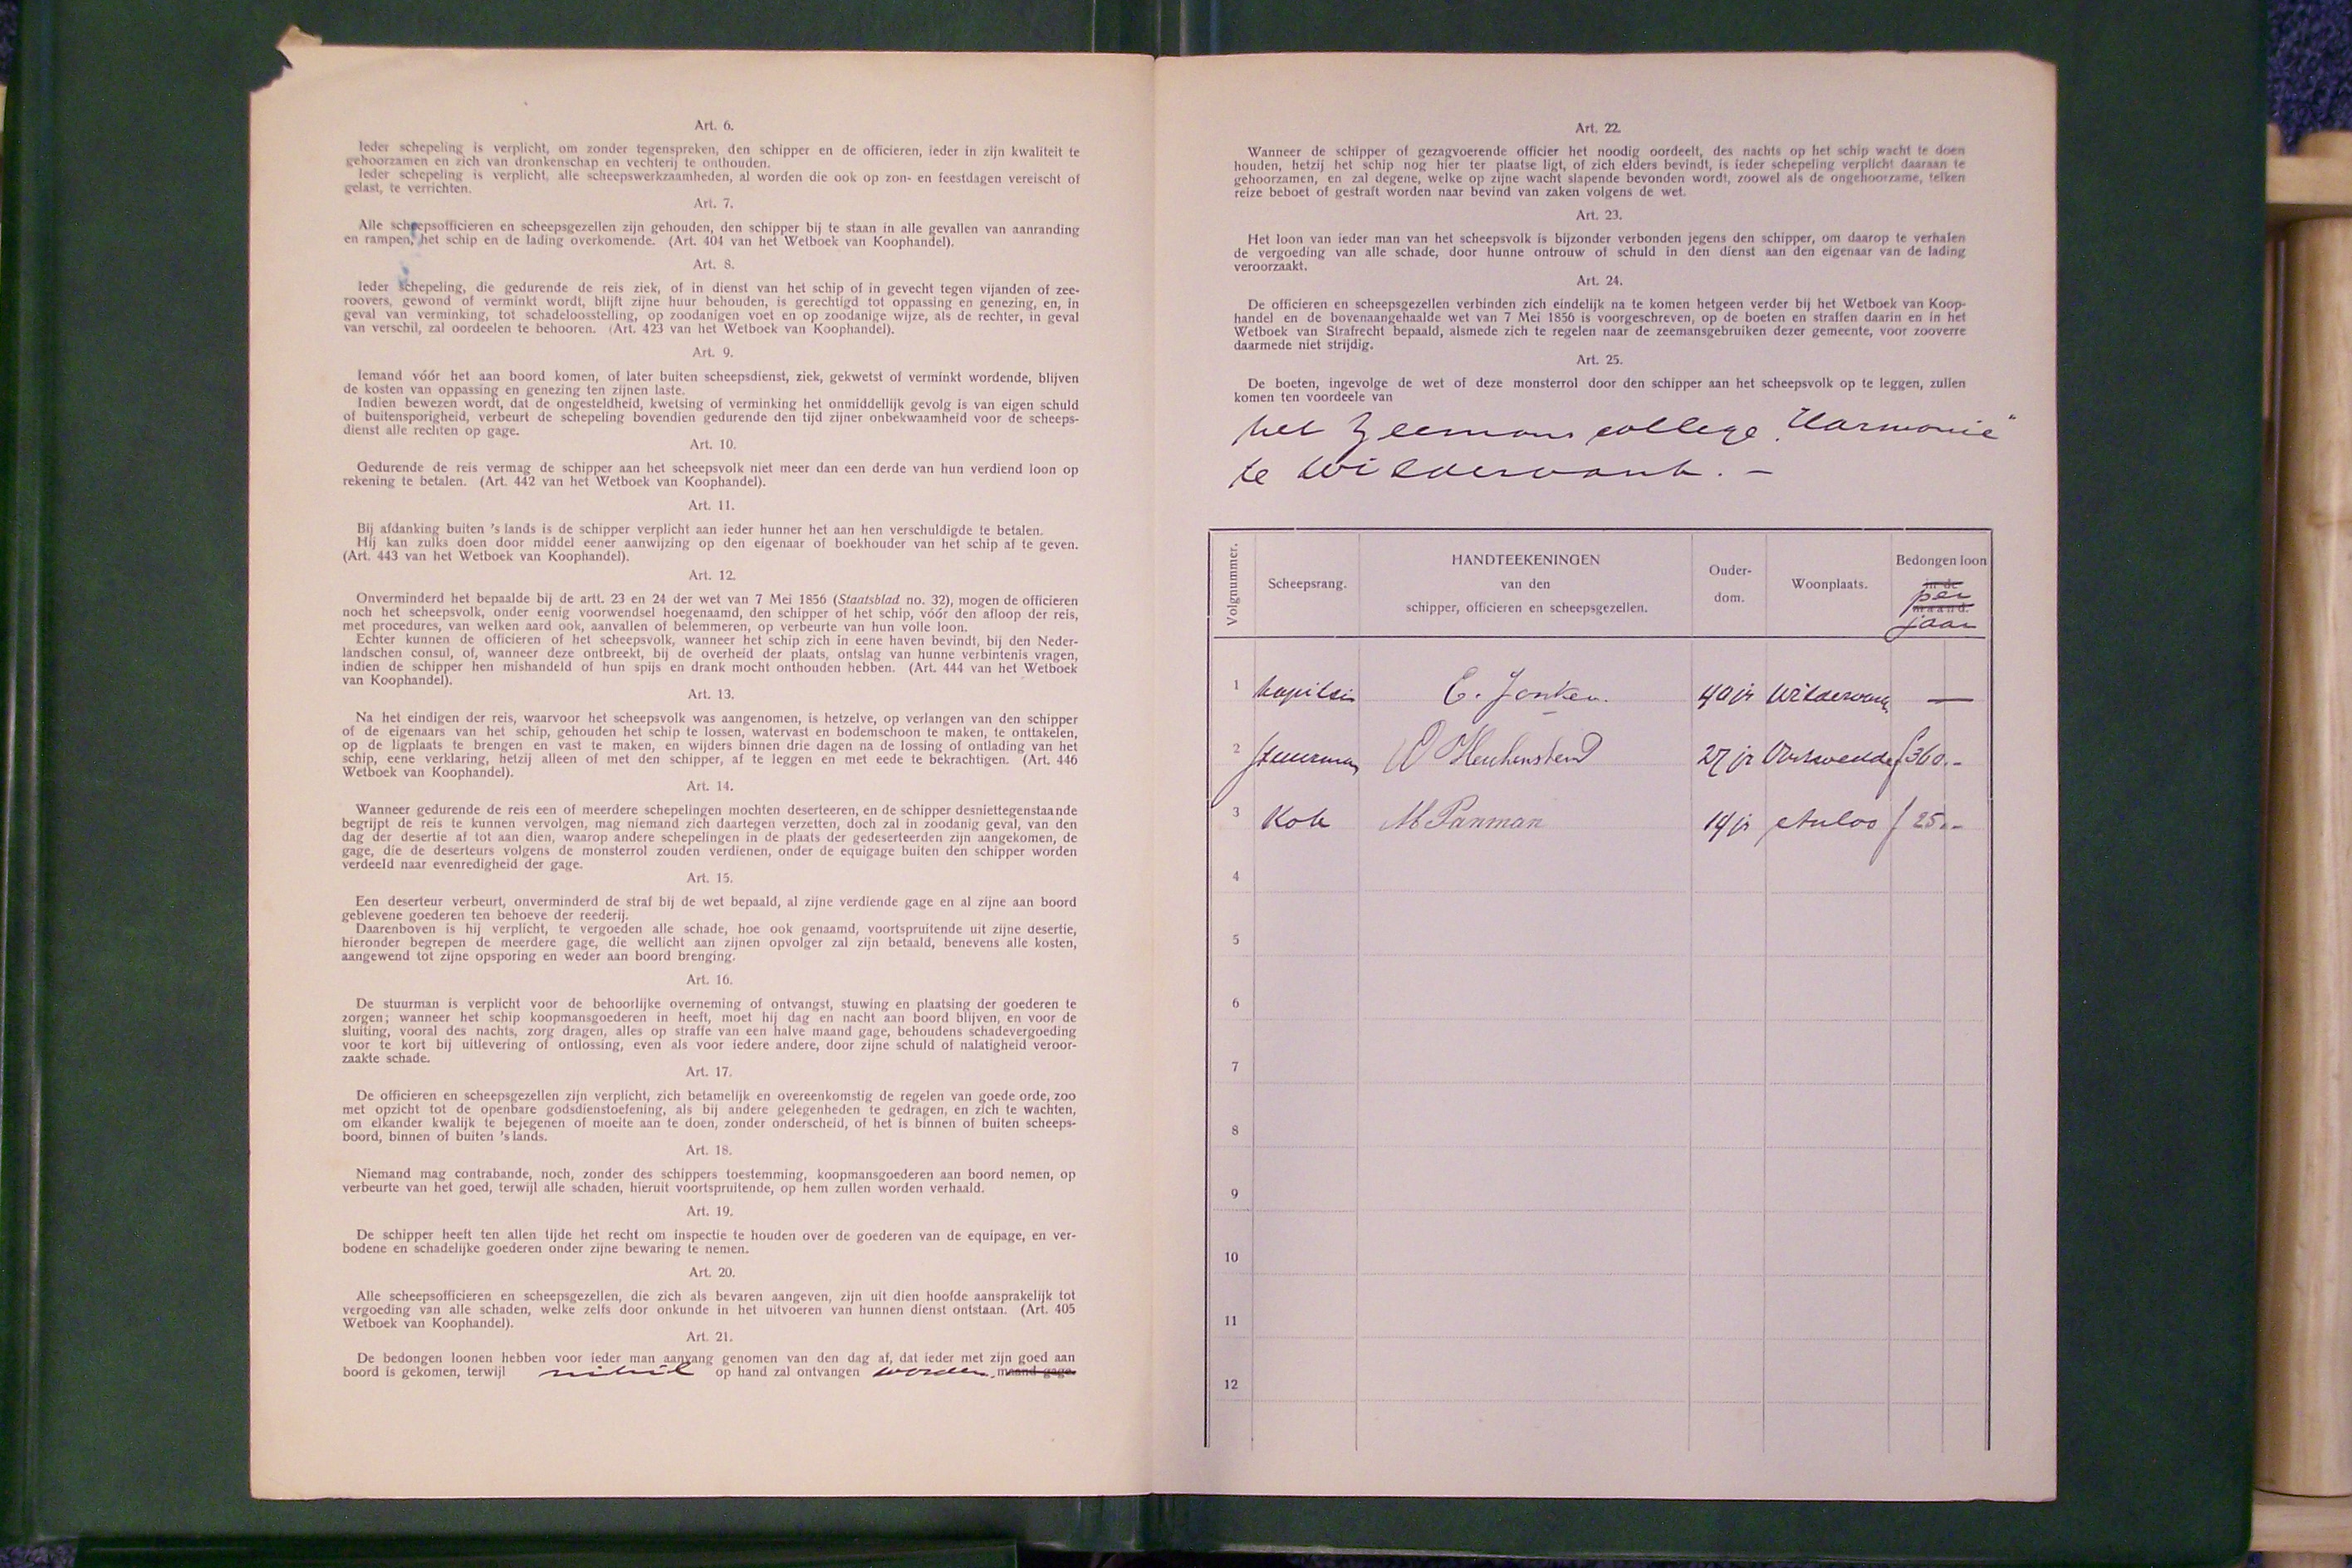 Art. 6.
Ieder schepeling is verplicht, om zonder tegenspreken, den schipper en de officieren, ieder in zijn kwaliteit te
gehoorzamen en zich van dronkenschap en vechterij te onthouden.
Ieder schepeling is verplicht, alle scheepswerkzaamheden, al worden die ook op zon- en feestdagen vereischt of
gelast, te verrichten.
Art. 7.
Alle scheepsofficieren en scheepsgezellen zijn gehouden, den schipper bij te staan in alle gevallen van aanranding
en rampen, het schip en de lading overkomende. (Art. 404 van het Wetboek van Koophandel).
Art. 8.
Ieder schepeling, die gedurende de reis ziek, of in dienst van het schip of in gevecht tegen vijanden of zee-
roovers, gewond of verminkt wordt, blijft zijne huur behouden, is gerechtigd tot oppassing en genezing, en, in
geval van verminking, tot schadeloosstelling, op zoodanigen voet en op zoodanige wijze, als de rechter, in geval
van verschil, zal oordeelen te behooren. (Art. 423 van het Wetboek van Koophandel).
Art. 9.
Iemand vóór het aan boord komen, of later buiten scheepsdienst, ziek, gekwetst of verminkt wordende, blijven
de kosten van oppassing en genezing ten zijnen laste.
Indien bewezen wordt, dat de ongesteldheid, kwetsing of verminking het onmiddellijk gevolg is van eigen schuld
of buitensporigheid, verbeurt de schepeling bovendien gedurende den tijd zijner onbekwaamheid voor de scheeps-
dienst alle rechten op gage.
Art. 10.
Gedurende de reis vermag de schipper aan het scheepsvolk niet meer dan een derde van hun verdiend loon op
rekening te betalen. (Art. 442 van het Wetboek van Koophandel).
Art. 11.
Bij afdanking buiten 's lands is de schipper verplicht aan ieder hunner het aan hen verschuldigde te betalen.
Hij kan zulks doen door middel eener aanwijzing op den eigenaar of boekhouder van het schip af te geven.
(Art. 443 van het Wetboek van Koophandel).
Art. 12.
Onverminderd het bepaalde bij de artt. 23 en 24 der wet van 7 Mei 1856 (Staatsblad no. 32), mogen de officieren
noch het scheepsvolk, onder eenig voorwendsel hoegenaamd, den schipper of het schip, vóór den afloop der reis,
met procedures, van welken aard ook, aanvallen of belemmeren, op verbeurte van hun volle loon.
Echter kunnen de officieren of het scheepsvolk, wanneer het schip zich in eene haven bevindt, bij den Neder-
landschen consul, of, wanneer deze ontbreekt, bij de overheid der plaats, ontslag van hunne verbintenis vragen,
indien de schipper hen mishandeld of hun spijs en drank mocht onthouden hebben. (Art. 444 van het Wetboek
van Koophandel).
Art. 13.
Na het eindigen der reis, waarvoor het scheepsvolk was aangenomen, is hetzelve, op verlangen van den schipper
of de eigenaars van het schip, gehouden het schip te lossen, watervast en bodemschoon te maken, te onttakelen,
op de ligplaats te brengen en vast te maken, en wijders binnen drie dagen na de lossing of ontlading van het
schip, eene verklaring, hetzij alleen of met den schipper, af te leggen en met eede te bekrachtigen. (Art. 446
Wetboek van Koophandel).
Art. 14.
Wanneer gedurende de reis een of meerdere schepelingen mochten deserteeren, en de schipper desniettegenstaande
begrijpt de reis te kunnen vervolgen, mag niemand zich daartegen verzetten, doch zal in zoodanig geval, van den
dag der desertie af tot aan dien, waarop andere schepelingen in de plaats der gedeserteerden zijn aangekomen, de
gage, die de deserteurs volgens de monsterrol zouden verdienen, onder de equigage buiten den schipper worden
verdeeld naar evenredigheid der gage.
Art. 15.
Een deserteur verbeurt, onverminderd de straf bij de wet bepaald, al zijne verdiende gage en al zijne aan boord
geblevene goederen ten behoeve der reederij.
Daarenboven is hij verplicht, te vergoeden alle schade, hoe ook genaamd, voortspruitende uit zijne desertie,
hieronder begrepen de meerdere gage, die wellicht aan zijnen opvolger zal zijn betaald, benevens alle kosten,
aangewend tot zijne opsporing en weder aan boord brenging.
Art. 16.
De stuurman is verplicht voor de behoorlijke overneming of ontvangst, stuwing en plaatsing der goederen te
zorgen; wanneer het schip koopmansgoederen in heeft, moet hij dag en nacht aan boord blijven, en voor de
sluiting, vooral des nachts, zorg dragen, alles op straffe van een halve maand gage, behoudens schadevergoeding
voor te kort bij uitlevering of ontlossing, even als voor iedere andere, door zijne schuld of nalatigheid veroor-
zaakte schade.
Art. 17.
De officieren en scheepsgezellen zijn verplicht, zich betamelijk en overeenkomstig de regelen van goede orde, zoo
met opzicht tot de openbare godsdienstoefening, als bij andere gelegenheden te gedragen, en zich te wachten,
om elkander kwalijk te bejegenen of moeite aan te doen, zonder onderscheid, of het is binnen of buiten scheeps-
boord, binnen of buiten 's lands.
Art. 18.
Niemand mag contrabande, noch, zonder des schippers toestemming, koopmansgoederen aan boord nemen, op
verbeurte van het goed, terwijl alle schaden, hieruit voortspruitende, op hem zullen worden verhaald.
Art. 19.
De schipper heeft ten allen tijde het recht om inspectie te houden over de goederen van de equipage, en ver-
bodene en schadelijke goederen onder zijne bewaring te nemen.
Art. 20.
Alle scheepsofficieren en scheepsgezellen, die zich als bevaren aangeven, zijn uit dien hoofde aansprakelijk tot
vergoeding van alle schaden, welke zelfs door onkunde in het uitvoeren van hunnen dienst ontstaan. (Art. 405
Wetboek van Koophandel).
Art. 21.
De bedongen loonen hebben voor ieder man aanvang genomen van den dag af, dat ieder met zijn goed aan
boord is gekomen, terwijl nihil op hand zal ontvangen worden. maand gage.
Art. 22.
Wanneer de schipper of gezagvoerende officier het noodig oordeelt, des nachts op het schip wacht te doen
houden, hetzij het schip nog hier ter plaatse ligt, of zich elders bevindt, is ieder schepeling verplicht daaraan te
gehoorzamen, en zal degene, welke op zijne wacht slapende bevonden wordt, zoowel als de ongehoorzame, telken
reize beboet of gestraft worden naar bevind van zaken volgens de wet.
Art. 23.
Het loon van ieder man van het scheepsvolk is bijzonder verbonden jegens den schipper, om daarop te verhalen
de vergoeding van alle schade, door hunne ontrouw of schuld in den dienst aan den eigenaar van de lading
veroorzaakt.
Art. 24.
De officieren en scheepsgezellen verbinden zich eindelijk na te komen hetgeen verder bij het Wetboek van Koop-
handel en de bovenaangehaalde wet van 7 Mei 1856 is voorgeschreven, op de boeten en straffen daarin en in het
Wetboek van Strafrecht bepaald, alsmede zich te regelen naar de zeemansgebruiken dezer gemeente, voor zooverre
daarmede niet strijdig.
Art. 25.
De boeten, ingevolge de wet of deze monsterrol door den schipper aan het scheepsvolk op te leggen, zullen
komen ten voordeele van
het Zeemans college "Harmonie"
te Wildervank. –
Volgnummer. Scheepsrang. HANDTEEKENINGEN van den schipper, officieren en scheepsgezellen. Ouder-dom. Woonplaats. Bedongen loon in de maand. per jaar
1 kapitein E. Jonker. 40 jr Wildervank —
2 Stuurman 27 jr f 360.-
3 Kok M Panman 14 jr f 25.-
4
5
6
7
8
9
10
11
12